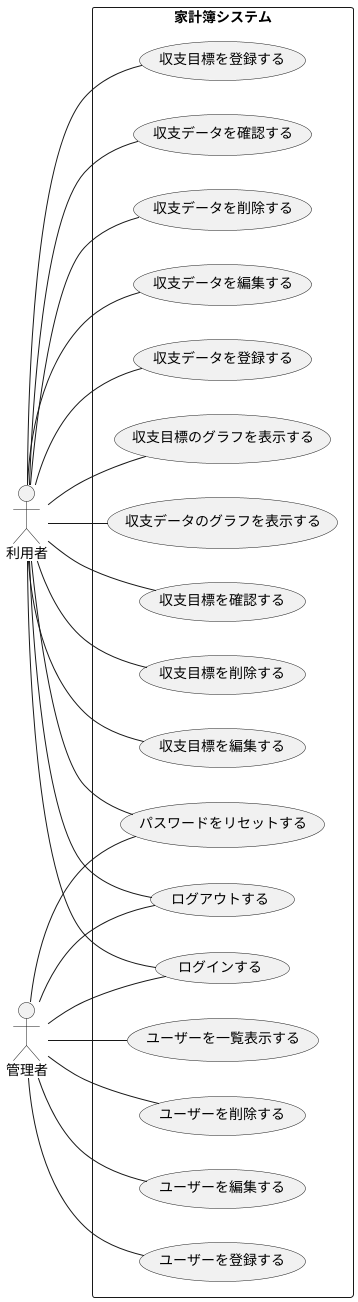 家計簿システム
収支目標を登録する
収支データを確認する
収支データを削除する
収支データを編集する
収支データを登録する
収支目標のグラフを表示する
収支データのグラフを表示する
利用者
収支目標を確認する
収支目標を削除する
収支目標を編集する
パスワードをリセットする
ログアウトする
ログインする
ユーザーを一覧表示する
管理者
ユーザーを削除する
ユーザーを編集する
ユーザーを登録する